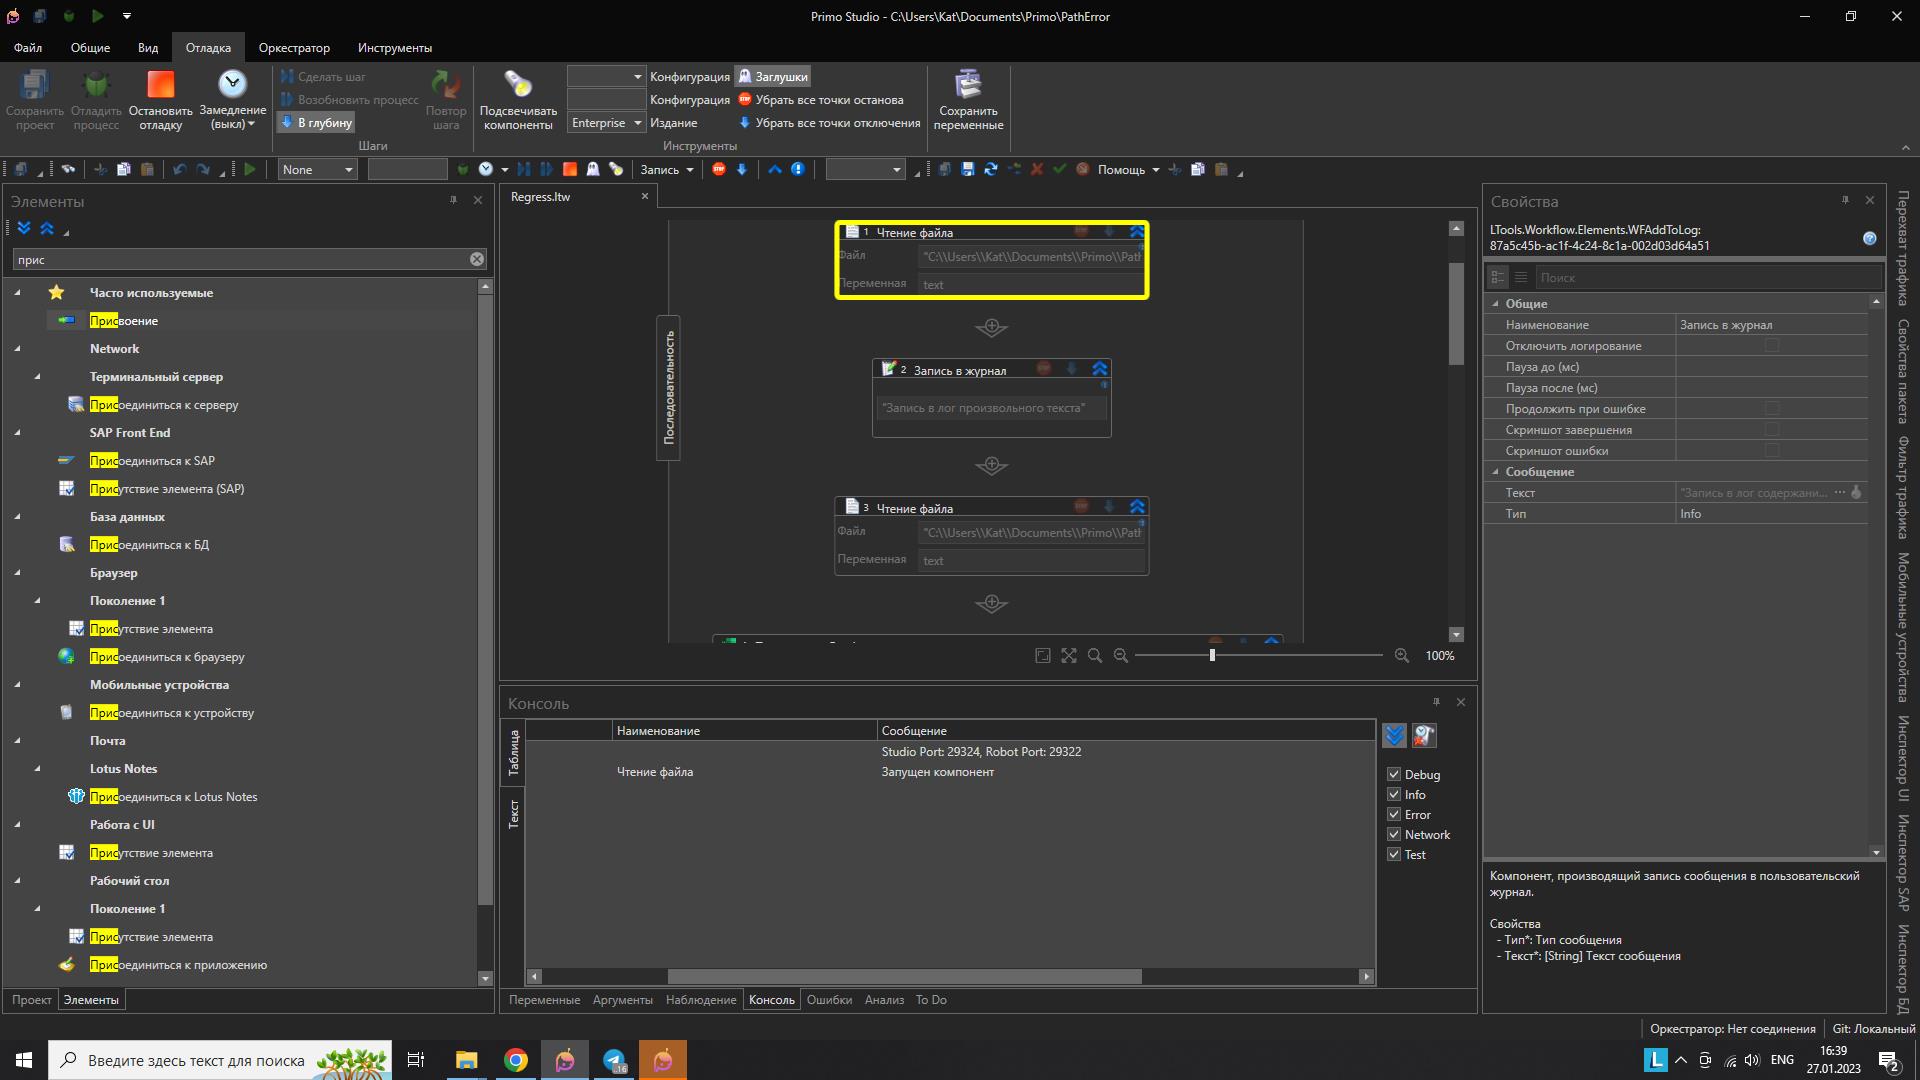 Primo Studio - C:\Users\Kat\Documents\Primo\PathError
Файл Общие Вид Отладка Оркестратор Инструменты
Сохранить проект
Отладить процесс
Остановить отладку
Замедление (выкл)
Сделать шаг
Возобновить процесс
В глубину
Повтор шага
Шаги
Подсвечивать компоненты
Конфигурация
Конфигурация
Enterprise Издание
Заглушки
Убрать все точки останова
Убрать все точки отключения
Инструменты
Сохранить переменные
None Запись Помощь
Элементы
прис
Часто используемые
Присвоение
Network
Терминальный сервер
Присоединиться к серверу
SAP Front End
Присоединиться к SAP
Присутствие элемента (SAP)
База данных
Присоединиться к БД
Браузер
Поколение 1
Присутствие элемента
Присоединиться к браузеру
Мобильные устройства
Присоединиться к устройству
Почта
Lotus Notes
Присоединиться к Lotus Notes
Работа с UI
Присутствие элемента
Рабочий стол
Поколение 1
Присутствие элемента
Присоединиться к приложению
Проект Элементы
Regress.ltw
Последовательность
1 Чтение файла
Файл "C:\\Users\\Kat\\Documents\\Primo\\Path
Переменная text
2 Запись в журнал
"Запись в лог произвольного текста"
3 Чтение файла
Файл "C:\\Users\\Kat\\Documents\\Primo\\Path
Переменная text
100%
Консоль
Таблица
Текст
Наименование Сообщение
Studio Port: 29324, Robot Port: 29322
Чтение файла Запущен компонент
Debug
Info
Error
Network
Test
Переменные Аргументы Наблюдение Консоль Ошибки Анализ To Do
Свойства
LTools.Workflow.Elements.WFAddToLog:
87a5c45b-ac1f-4c24-8c1a-002d03d64a51
Поиск
Общие
Наименование Запись в журнал
Отключить логирование
Пауза до (мс)
Пауза после (мс)
Продолжить при ошибке
Скриншот завершения
Скриншот ошибки
Сообщение
Текст "Запись в лог содержани...
Тип Info
Компонент, производящий запись сообщения в пользовательский
журнал.
Свойства
- Тип*: Тип сообщения
- Текст*: [String] Текст сообщения
Перехват трафика
Свойства пакета
Фильтр трафика
Мобильные устройства
Инспектор UI
Инспектор SAP
Инспектор БД
Оркестратор: Нет соединения Git: Локальный
Введите здесь текст для поиска
16
L
ENG
16:39
27.01.2023
2